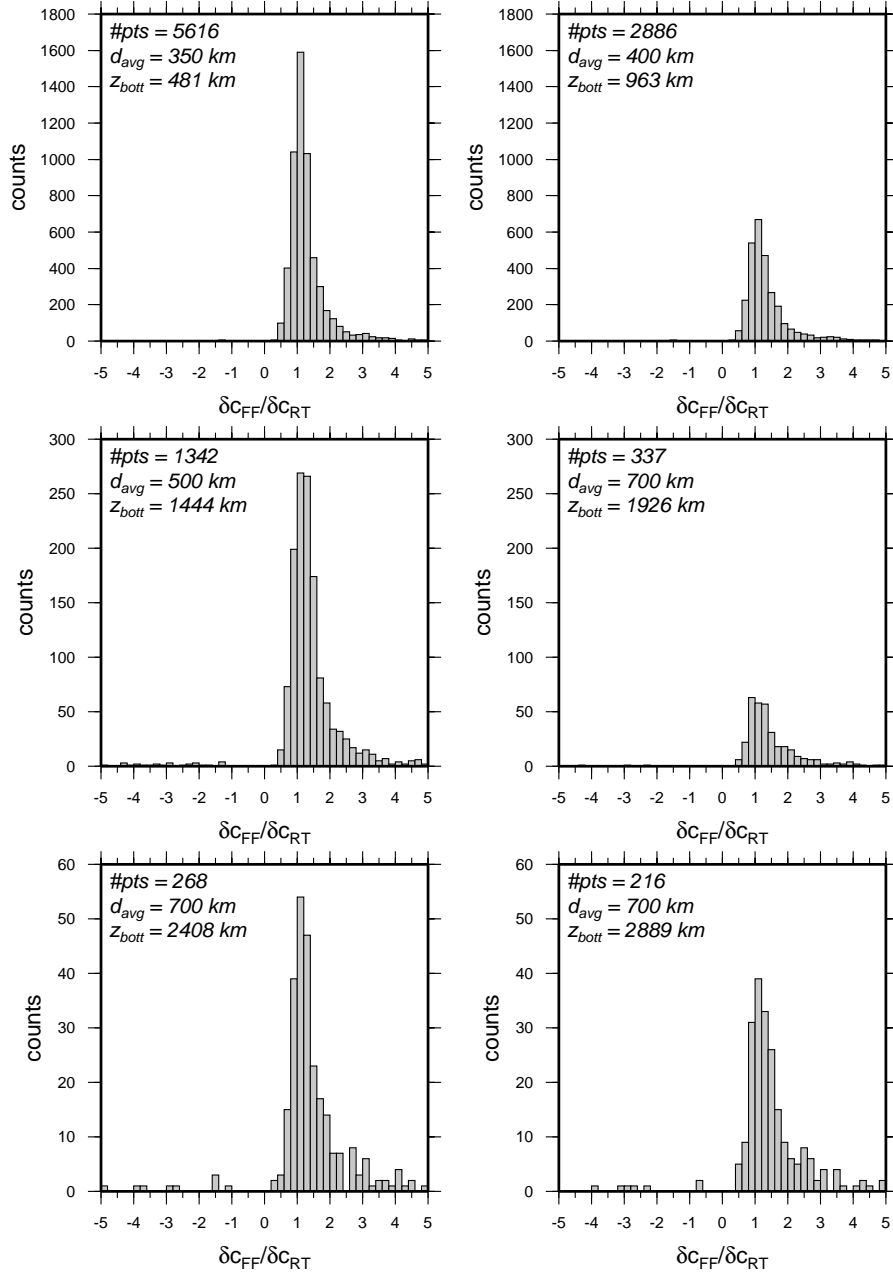 1800
1600
1400
1200
1000
800
600
400
200
0
counts
#pts = 5616
d_avg = 350 km
z_bott = 481 km
-5 -4 -3 -2 -1 0 1 2 3 4 5
δc_FF/δc_RT
1800
1600
1400
1200
1000
800
600
400
200
0
counts
#pts = 2886
d_avg = 400 km
z_bott = 963 km
-5 -4 -3 -2 -1 0 1 2 3 4 5
δc_FF/δc_RT
300
250
200
150
100
50
0
counts
#pts = 1342
d_avg = 500 km
z_bott = 1444 km
-5 -4 -3 -2 -1 0 1 2 3 4 5
δc_FF/δc_RT
300
250
200
150
100
50
0
counts
#pts = 337
d_avg = 700 km
z_bott = 1926 km
-5 -4 -3 -2 -1 0 1 2 3 4 5
δc_FF/δc_RT
60
50
40
30
20
10
0
counts
#pts = 268
d_avg = 700 km
z_bott = 2408 km
-5 -4 -3 -2 -1 0 1 2 3 4 5
δc_FF/δc_RT
60
50
40
30
20
10
0
counts
#pts = 216
d_avg = 700 km
z_bott = 2889 km
-5 -4 -3 -2 -1 0 1 2 3 4 5
δc_FF/δc_RT